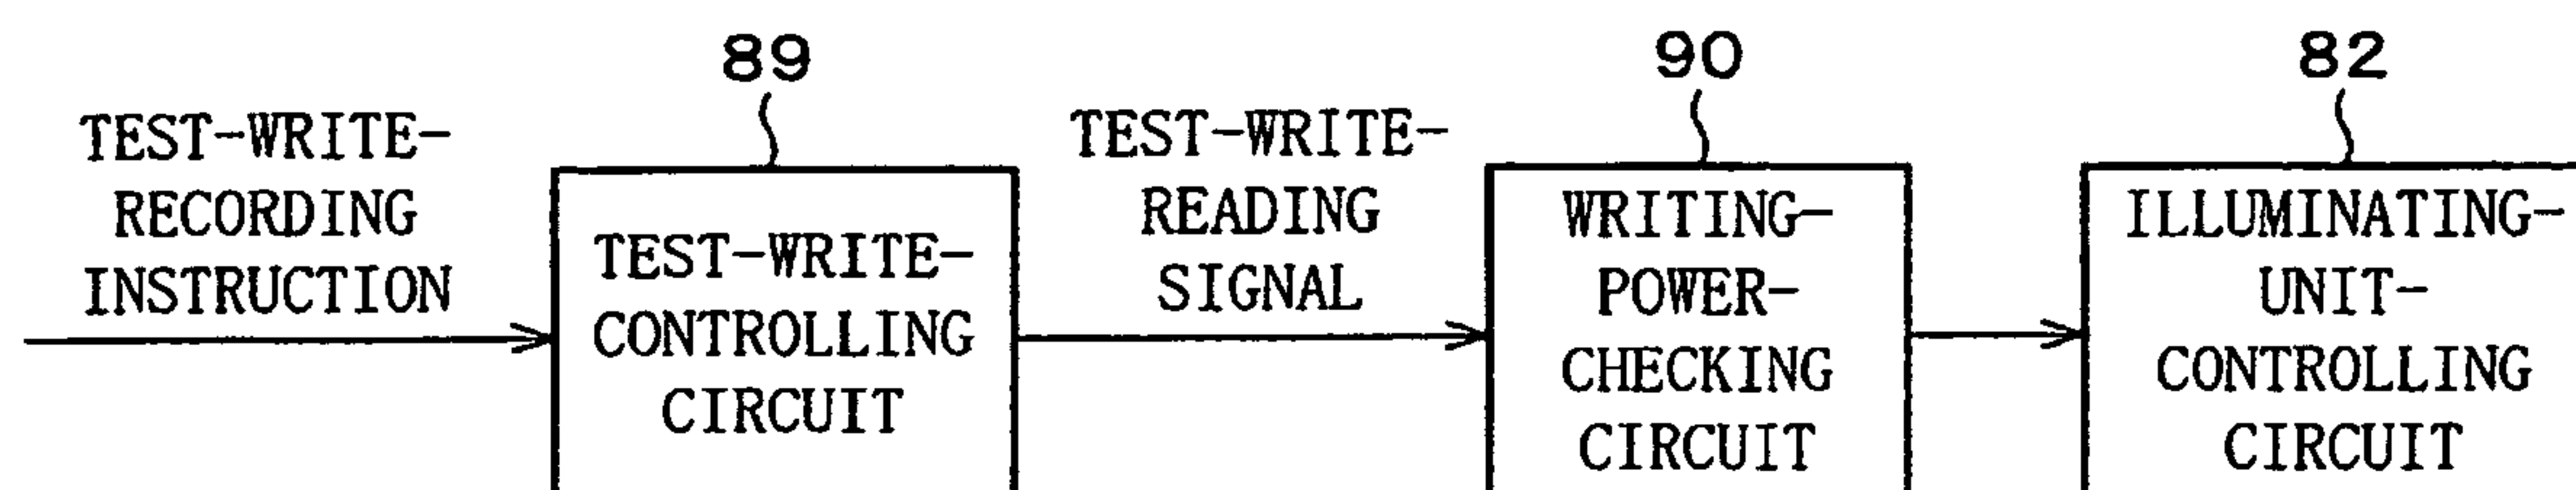 89
90
82
TEST-WRITE-
RECORDING
INSTRUCTION
TEST-WRITE-
CONTROLLING
CIRCUIT
TEST-WRITE-
READING
SIGNAL
WRITING-
POWER-
CHECKING
CIRCUIT
ILLUMINATING-
UNIT-
CONTROLLING
CIRCUIT